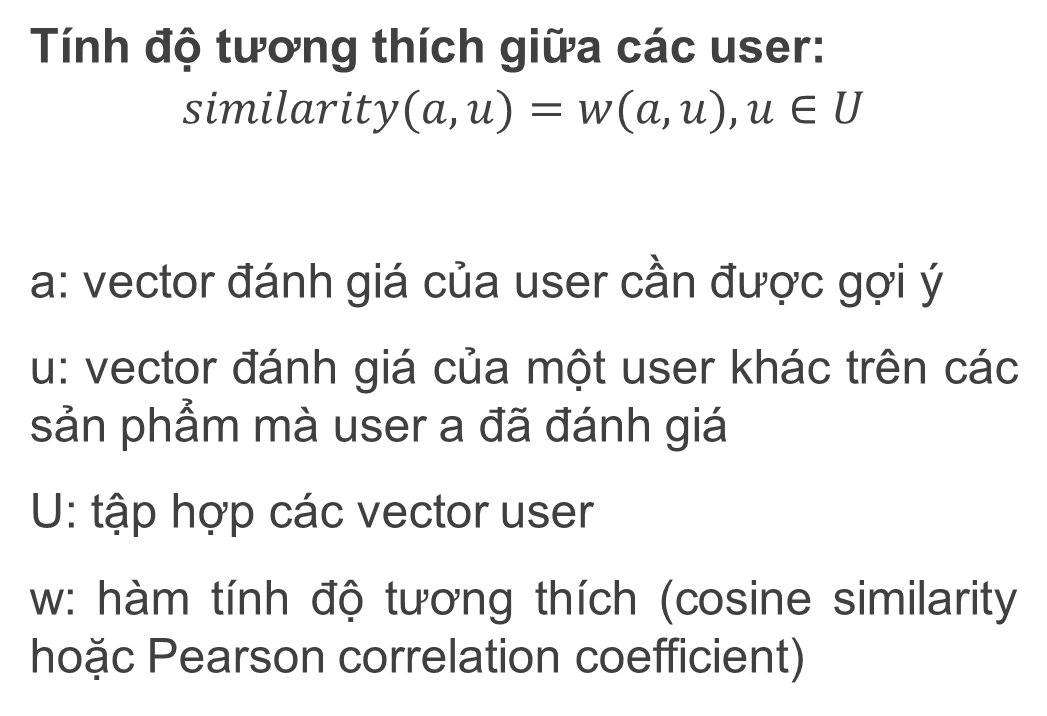 Tính độ tương thích giữa các user:
similarity(a, u) = w(a, u), u ∈ U
a: vector đánh giá của user cần được gợi ý
u: vector đánh giá của một user khác trên các
sản phẩm mà user a đã đánh giá
U: tập hợp các vector user
w: hàm tính độ tương thích (cosine similarity
hoặc Pearson correlation coefficient)